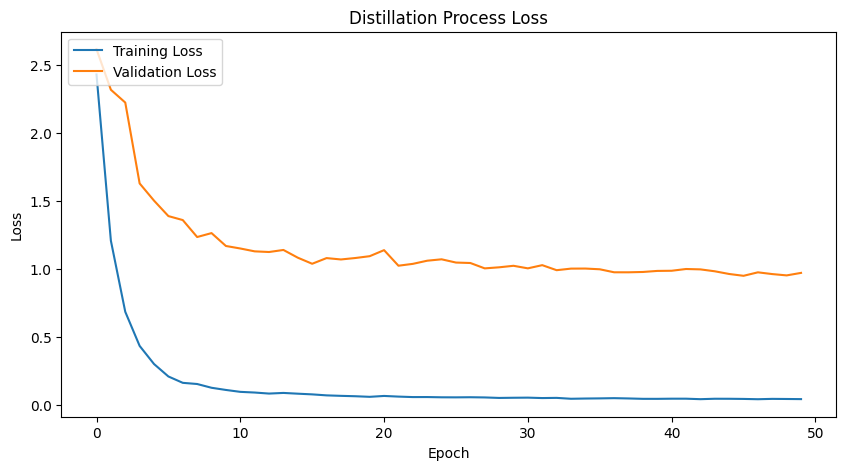 Distillation Process Loss
Training Loss
Validation Loss
2.5
2.0
1.5
1.0
0.5
0.0
Loss
0 10 20 30 40 50
Epoch